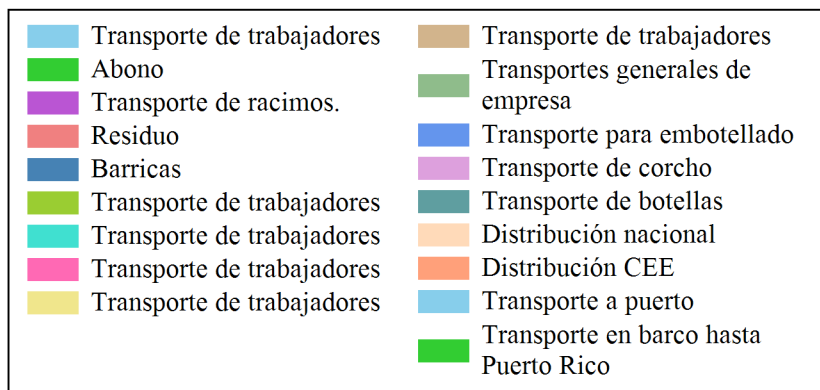 Transporte de trabajadores
Abono
Transporte de racimos.
Residuo
Barricas
Transporte de trabajadores
Transporte de trabajadores
Transporte de trabajadores
Transporte de trabajadores
Transporte de trabajadores
Transportes generales de
empresa
Transporte para embotellado
Transporte de corcho
Transporte de botellas
Distribución nacional
Distribución CEE
Transporte a puerto
Transporte en barco hasta
Puerto Rico